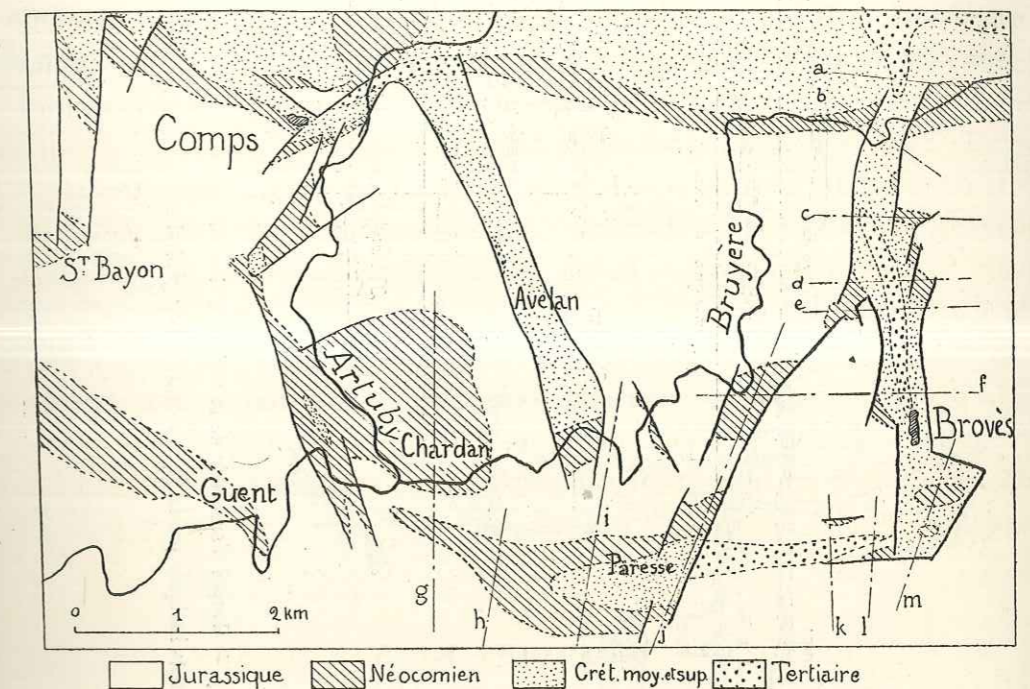 a
b
Comps
c
Sᵀ Bayon
Bruyère
d
Avelan
e
Artuby
f
Chardan
Brovès
Güent
i
Paresse
0 1 2 km
g
h
j
k l
m
Jurassique Néocomien Crét. moy. et sup. Tertiaire